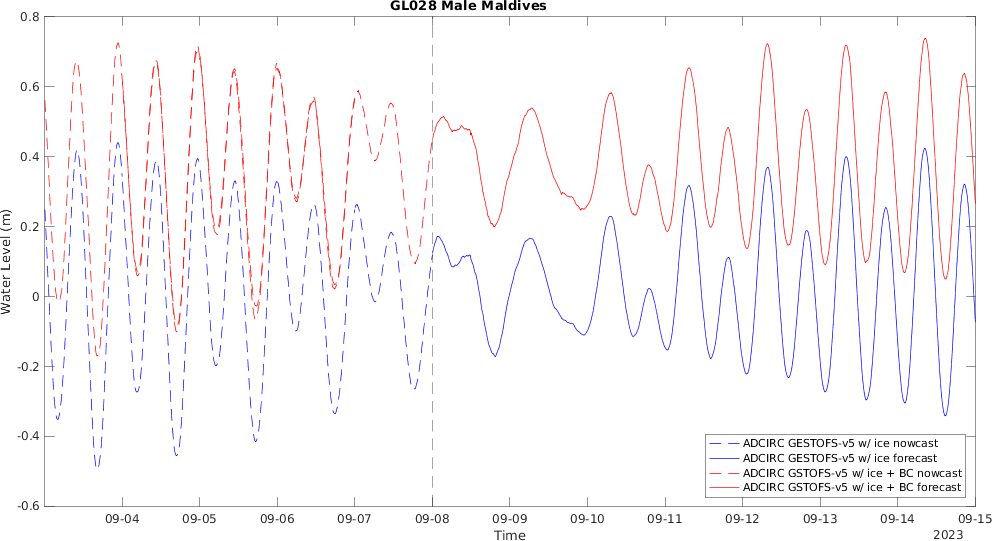 GL028 Male Maldives
0.8
0.6
0.4
0.2
0
-0.2
-0.4
-0.6
Water Level (m)
ADCIRC GESTOFS-v5 w/ ice nowcast
ADCIRC GESTOFS-v5 w/ ice forecast
ADCIRC GSTOFS-v5 w/ ice + BC nowcast
ADCIRC GSTOFS-v5 w/ ice + BC forecast
09-04 09-05 09-06 09-07 09-08 09-09 09-10 09-11 09-12 09-13 09-14 09-15
Time
2023